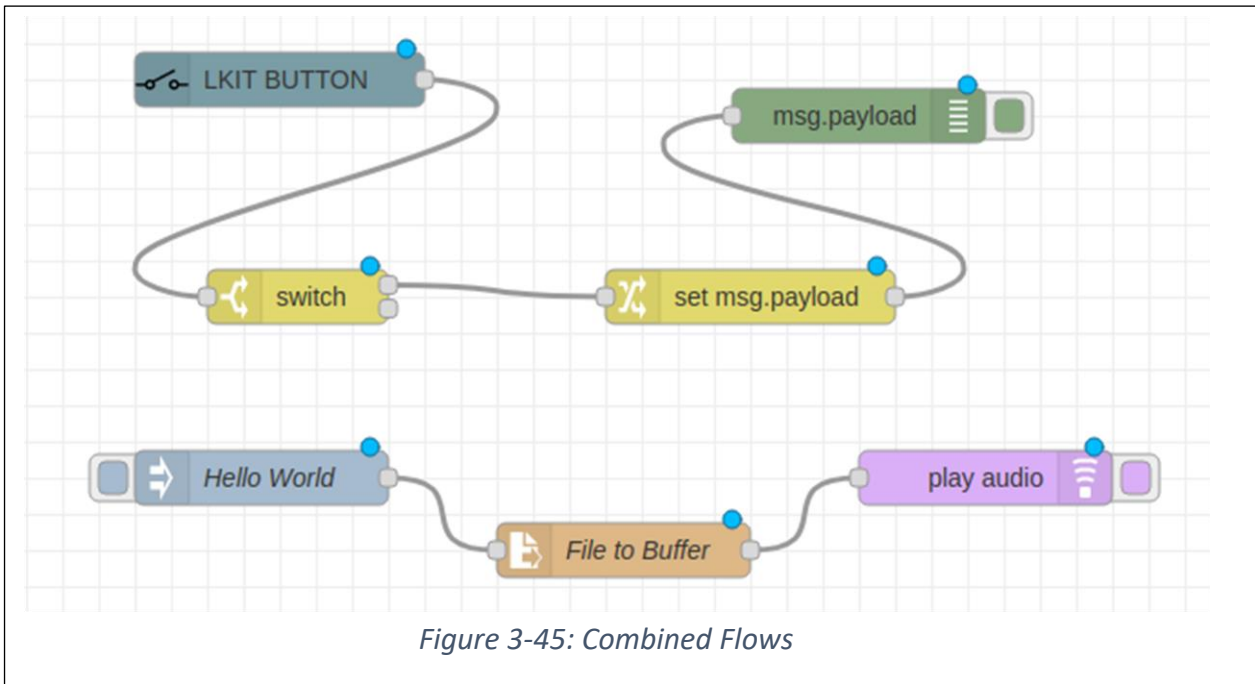 LKIT BUTTON
msg.payload
switch
set msg.payload
Hello World
play audio
File to Buffer
Figure 3-45: Combined Flows